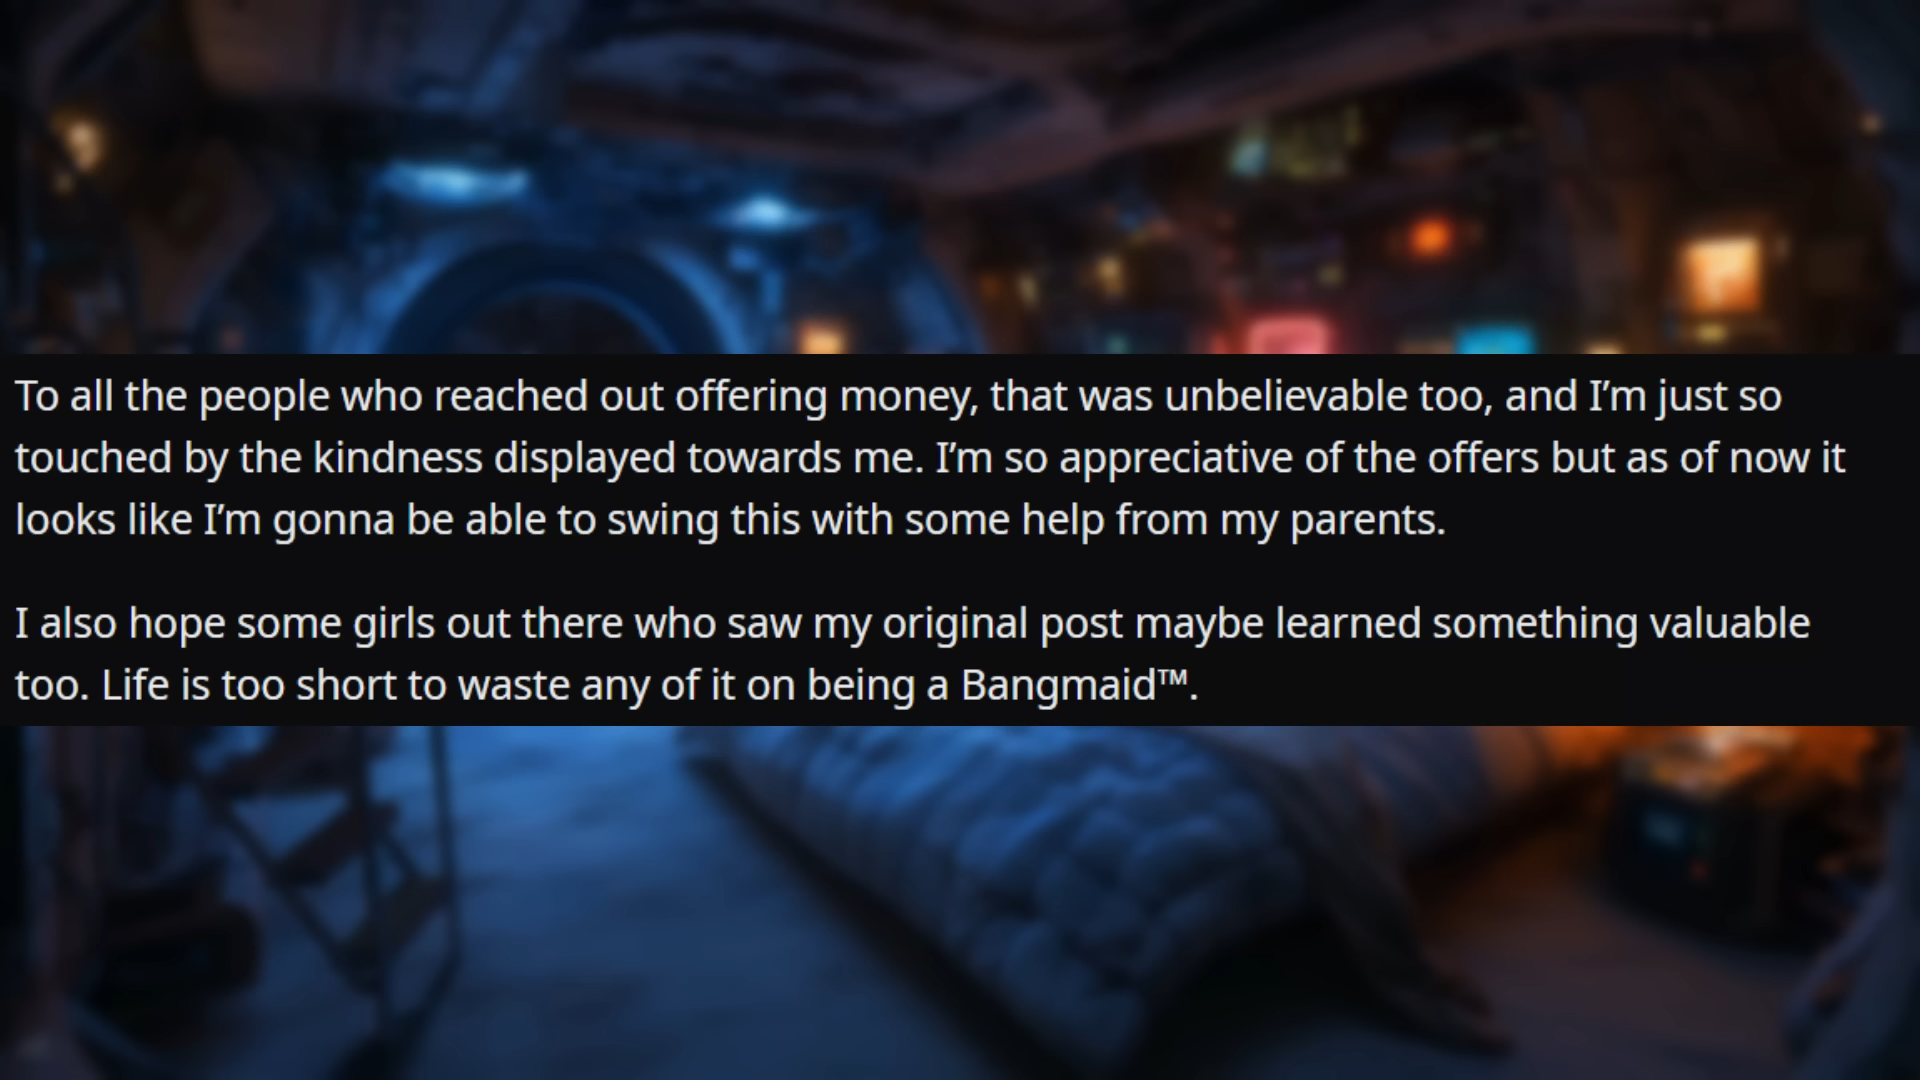 To all the people who reached out offering money, that was unbelievable too, and I’m just so
touched by the kindness displayed towards me. I’m so appreciative of the offers but as of now it
looks like I’m gonna be able to swing this with some help from my parents.
I also hope some girls out there who saw my original post maybe learned something valuable
too. Life is too short to waste any of it on being a Bangmaid™.